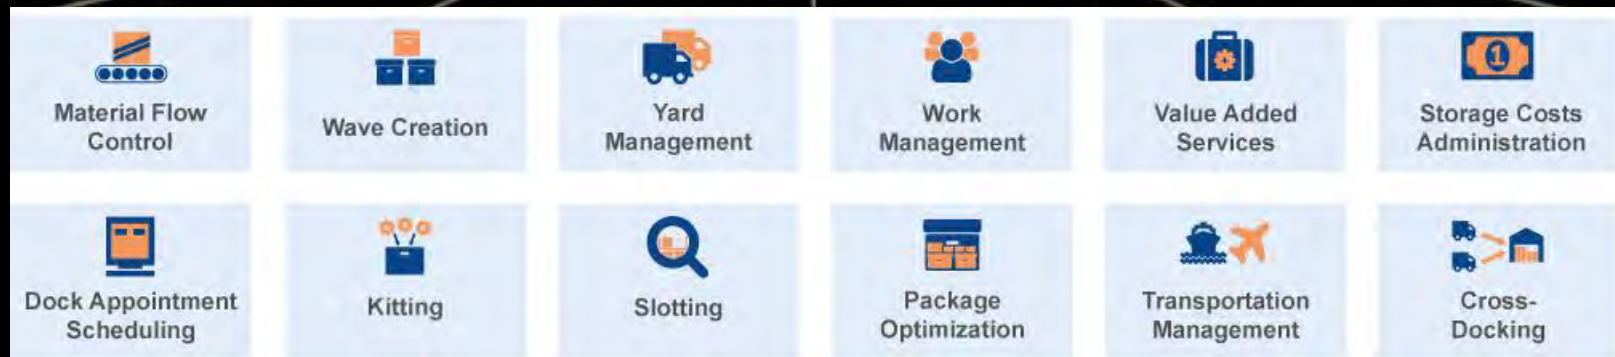 Material Flow
Control
Wave Creation
Yard
Management
Work
Management
Value Added
Services
1
Storage Costs
Administration
Dock Appointment
Scheduling
Kitting
Slotting
Package
Optimization
Transportation
Management
Cross-
Docking